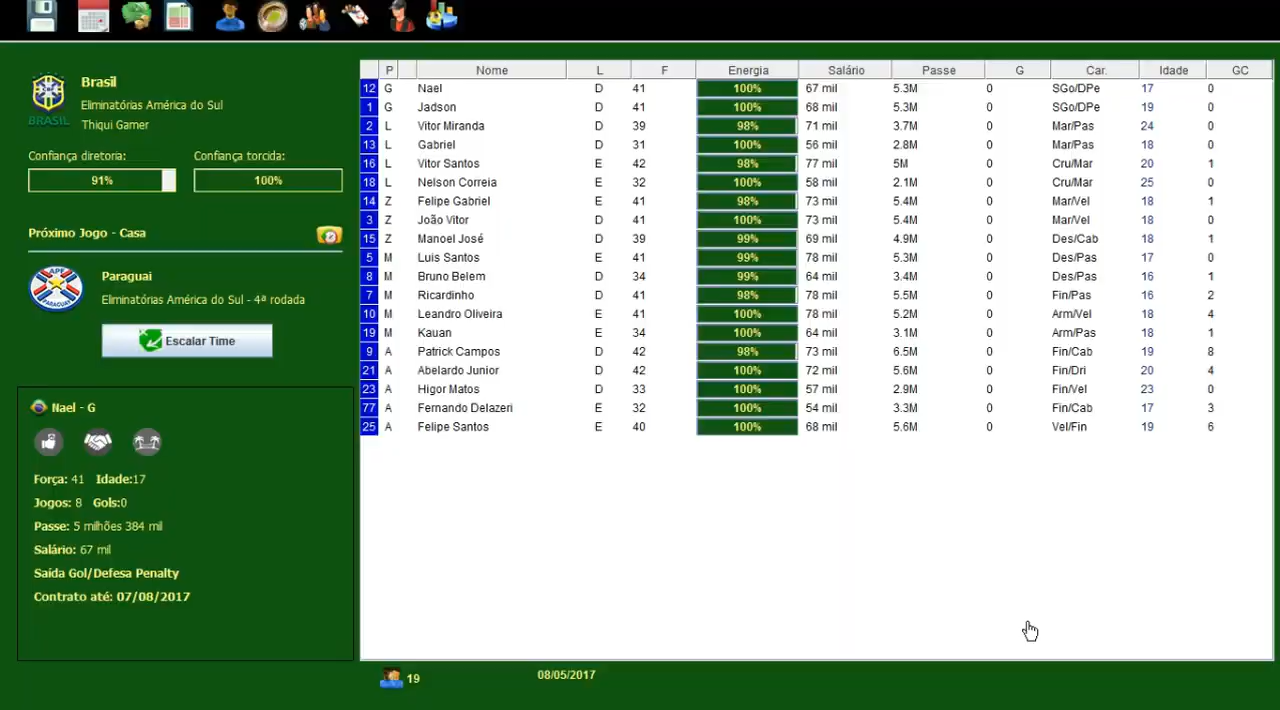 Brasil
Eliminatórias América do Sul
BRASIL
Thiqui Gamer
Confiança diretoria: Confiança torcida:
91% 100%
Próximo Jogo - Casa
APF
PARAGUAI
Paraguai
Eliminatórias América do Sul - 4ª rodada
Escalar Time
Nael - G
Força: 41 Idade:17
Jogos: 8 Gols:0
Passe: 5 milhões 384 mil
Salário: 67 mil
Saída Gol/Defesa Penalty
Contrato até: 07/08/2017
P Nome L F Energia Salário Passe G Car. Idade GC
12 G Nael D 41 100% 67 mil 5.3M 0 SGo/DPe 17 0
1 G Jadson D 41 100% 68 mil 5.3M 0 SGo/DPe 19 0
2 L Vitor Miranda D 39 98% 71 mil 3.7M 0 Mar/Pas 24 0
13 L Gabriel D 31 100% 56 mil 2.8M 0 Mar/Pas 18 0
16 L Vitor Santos E 42 98% 77 mil 5M 0 Cru/Mar 20 1
18 L Nelson Correia E 32 100% 58 mil 2.1M 0 Cru/Mar 25 0
14 Z Felipe Gabriel E 41 98% 73 mil 5.4M 0 Mar/Vel 18 1
3 Z João Vitor D 41 100% 73 mil 5.4M 0 Mar/Vel 18 0
15 Z Manoel José D 39 99% 69 mil 4.9M 0 Des/Cab 18 1
5 M Luis Santos E 41 99% 78 mil 5.3M 0 Des/Pas 17 0
8 M Bruno Belem D 34 99% 64 mil 3.4M 0 Des/Pas 16 1
7 M Ricardinho D 41 98% 78 mil 5.5M 0 Fin/Pas 16 2
10 M Leandro Oliveira E 41 100% 78 mil 5.2M 0 Arm/Vel 18 4
19 M Kauan E 34 100% 64 mil 3.1M 0 Arm/Pas 18 1
9 A Patrick Campos D 42 98% 73 mil 6.5M 0 Fin/Cab 19 8
21 A Abelardo Junior D 42 100% 72 mil 5.6M 0 Fin/Dri 20 4
23 A Higor Matos D 33 100% 57 mil 2.9M 0 Fin/Vel 23 0
77 A Fernando Delazeri E 32 100% 54 mil 3.3M 0 Fin/Cab 17 3
25 A Felipe Santos E 40 100% 68 mil 5.6M 0 Vel/Fin 19 6
19 08/05/2017